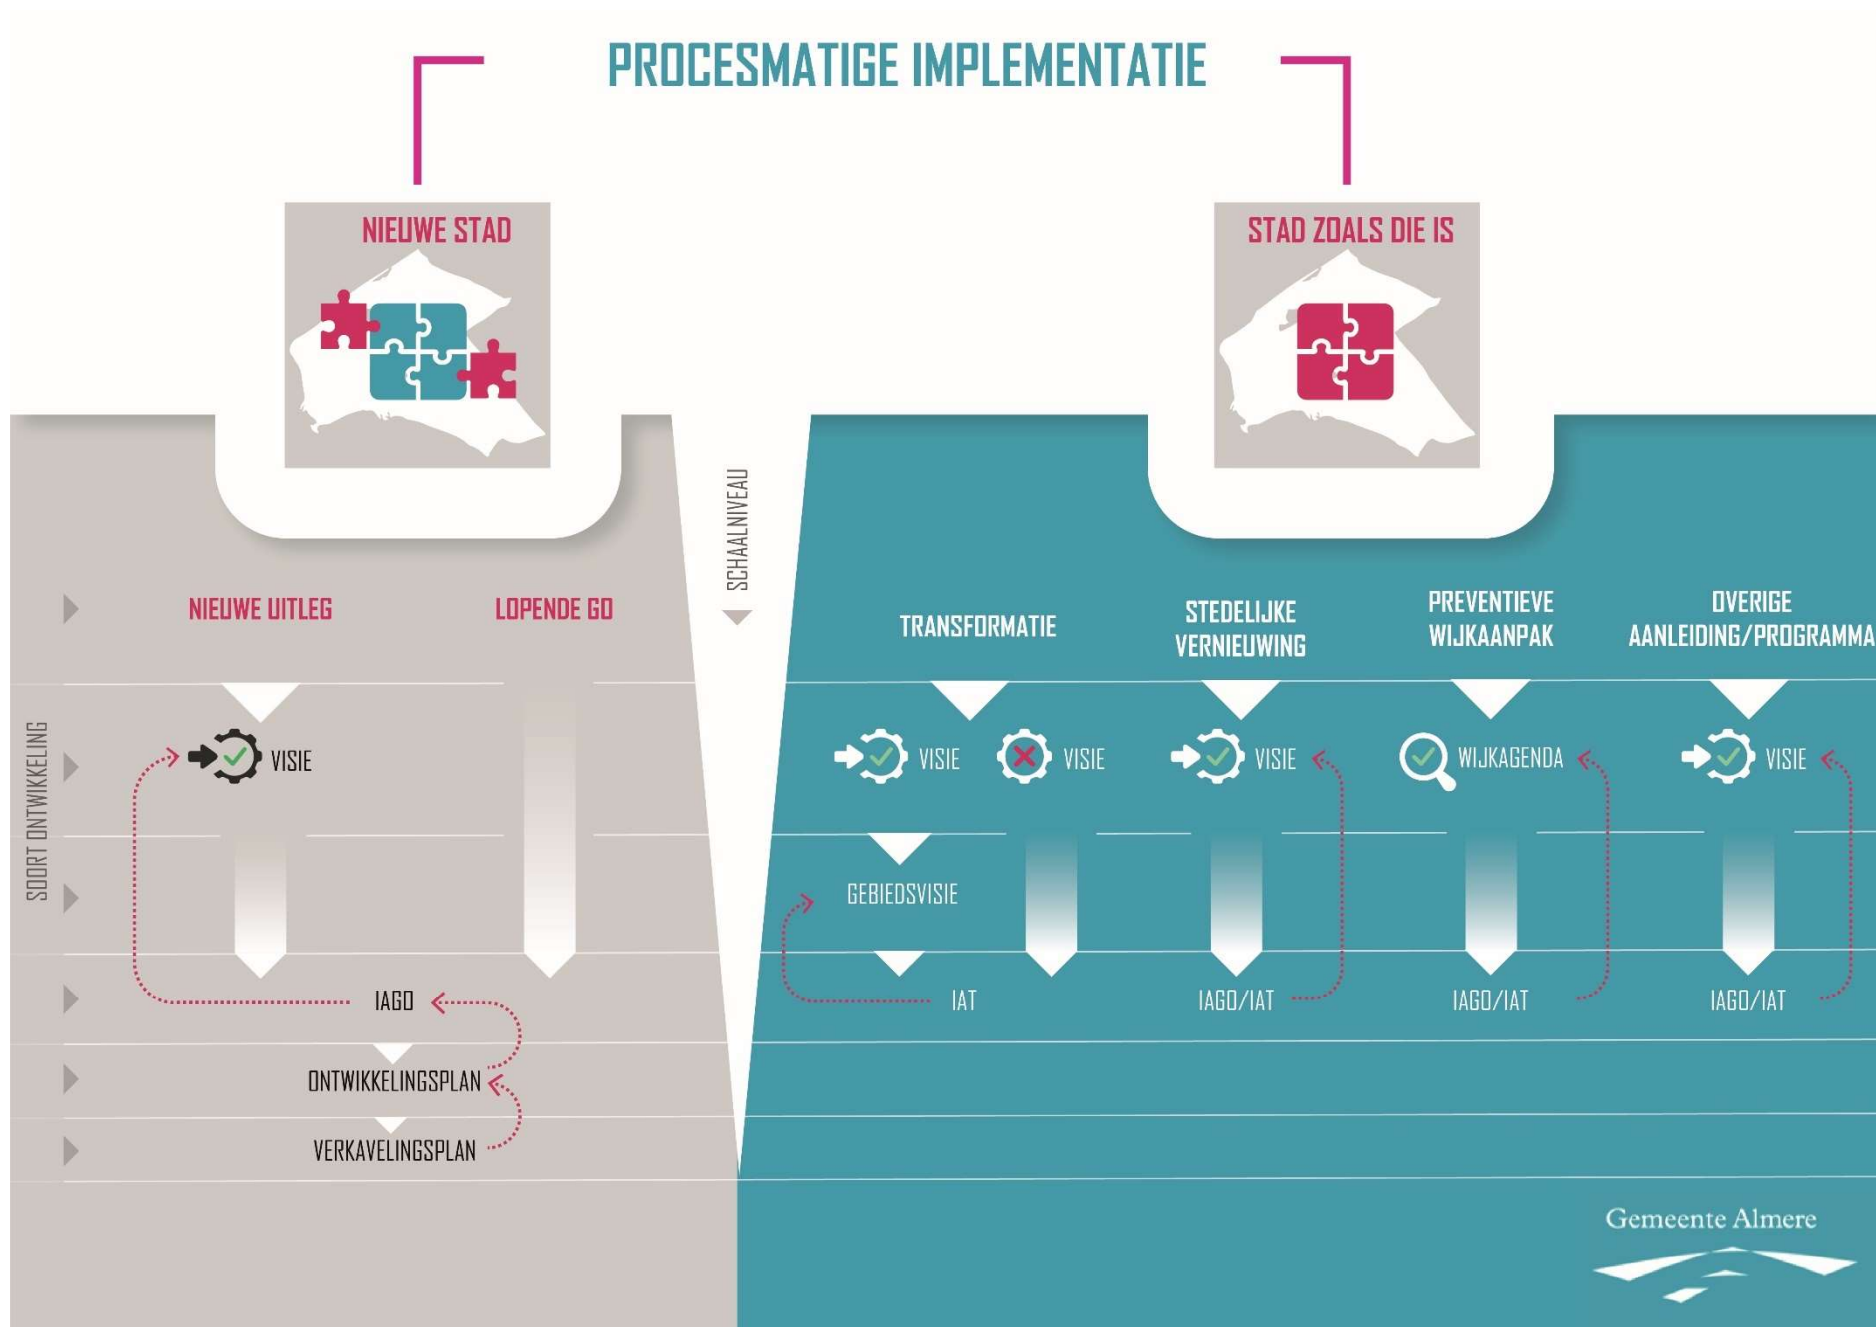 PROCESMATIGE IMPLEMENTATIE
NIEUWE STAD
STAD ZOALS DIE IS
SCHAALNIVEAU
SOORT ONTWIKKELING
NIEUWE UITLEG
LOPENDE GO
TRANSFORMATIE
STEDELIJKE
VERNIEUWING
PREVENTIEVE
WIJKAANPAK
OVERIGE
AANLEIDING/PROGRAMMA
VISIE
VISIE
VISIE
VISIE
WIJKAGENDA
VISIE
GEBIEDSVISIE
IAGO
IAT
IAGO/IAT
IAGO/IAT
IAGO/IAT
ONTWIKKELINGSPLAN
VERKAVELINGSPLAN
Gemeente Almere